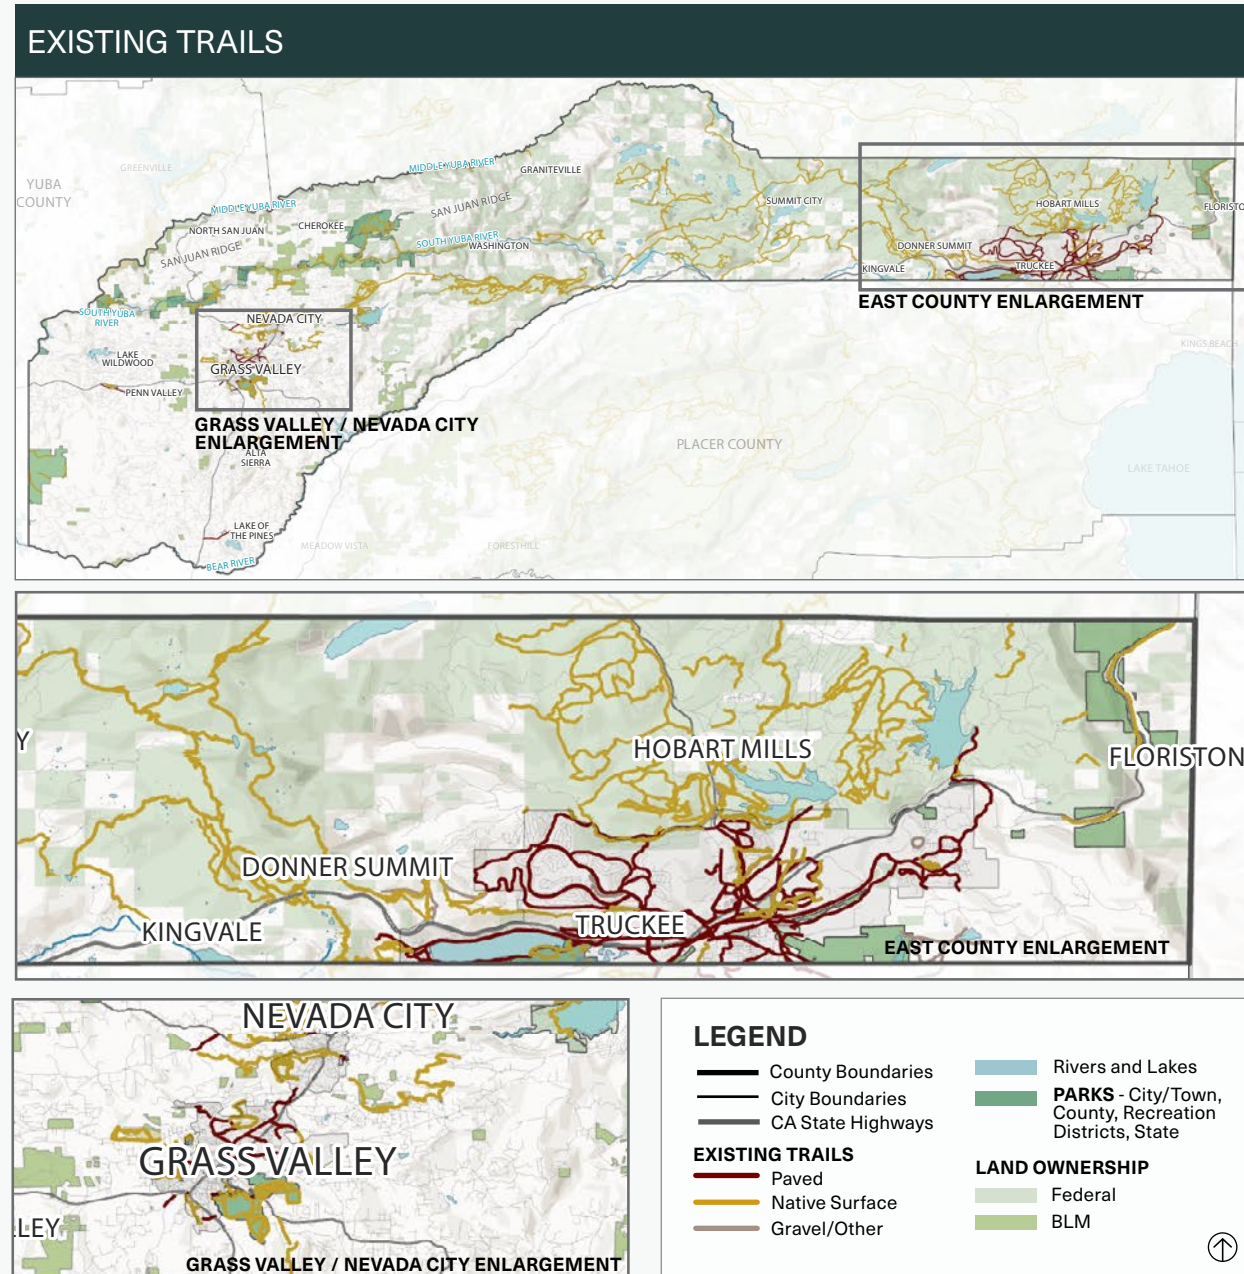 EXISTING TRAILS
GREENVILLE
YUBA
COUNTY
MIDDLE YUBA RIVER
GRANITEVILLE
MIDDLE YUBA RIVER
SAN JUAN RIDGE
SUMMIT CITY
HOBART MILLS
FLORISTO
NORTH SAN JUAN
CHEROKEE
SOUTH YUBA RIVER
WASHINGTON
SAN JUAN RIDGE
DONNER SUMMIT
KINGVALE
TRUCKEE
EAST COUNTY ENLARGEMENT
SOUTH YUBA
RIVER
NEVADA CITY
KINGS BEACH
LAKE
WILDWOOD
GRASS VALLEY
PENN VALLEY
GRASS VALLEY / NEVADA CITY
ENLARGEMENT
ALTA
SIERRA
PLACER COUNTY
LAKE TAHOE
LAKE OF
THE PINES
MEADOW VISTA
FORESTHILL
BEAR RIVER
Y
HOBART MILLS
FLORISTON
DONNER SUMMIT
KINGVALE
TRUCKEE
EAST COUNTY ENLARGEMENT
NEVADA CITY
GRASS VALLEY
LLEY
GRASS VALLEY / NEVADA CITY ENLARGEMENT
LEGEND
County Boundaries
City Boundaries
CA State Highways
EXISTING TRAILS
Paved
Native Surface
Gravel/Other
Rivers and Lakes
PARKS - City/Town,
County, Recreation
Districts, State
LAND OWNERSHIP
Federal
BLM